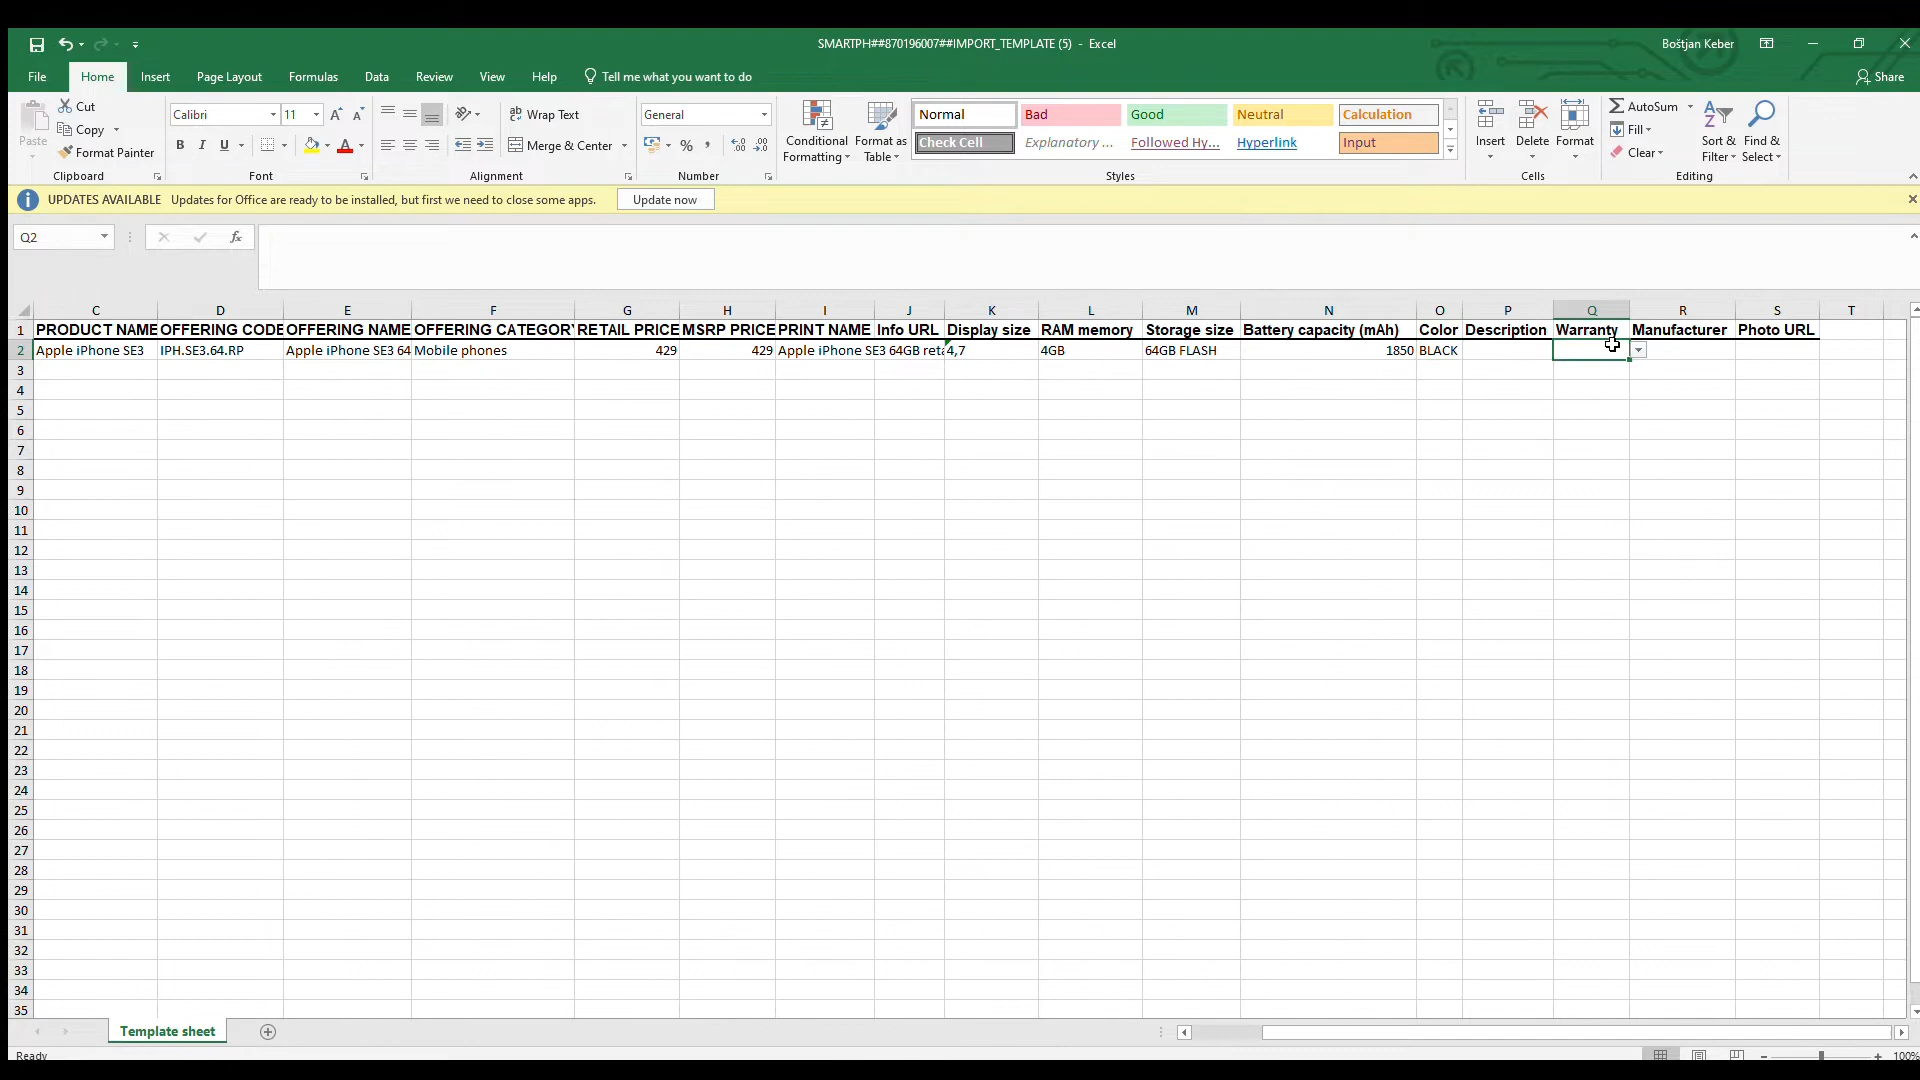 SMARTPH##870196007##IMPORT_TEMPLATE (5) - Excel
Boštjan Keber
File Home Insert Page Layout Formulas Data Review View Help Tell me what you want to do Share
Paste
Cut
Copy
Format Painter
Clipboard
Calibri 11
B I U
Font
Wrap Text
Merge & Center
Alignment
General
Number
Conditional Formatting
Format as Table
Normal Bad Good Neutral Calculation
Check Cell Explanatory ... Followed Hy... Hyperlink Input
Styles
Insert Delete Format
Cells
AutoSum
Fill
Clear
Sort & Filter
Find & Select
Editing
UPDATES AVAILABLE Updates for Office are ready to be installed, but first we need to close some apps. Update now
Q2 fx
C D E F G H I J K L M N O P Q R S T
1 PRODUCT NAME OFFERING CODE OFFERING NAME OFFERING CATEGORY RETAIL PRICE MSRP PRICE PRINT NAME Info URL Display size RAM memory Storage size Battery capacity (mAh) Color Description Warranty Manufacturer Photo URL
2 Apple iPhone SE3 IPH.SE3.64.RP Apple iPhone SE3 64 Mobile phones 429 429 Apple iPhone SE3 64GB reta 4,7 4GB 64GB FLASH 1850 BLACK
3
4
5
6
7
8
9
10
11
12
13
14
15
16
17
18
19
20
21
22
23
24
25
26
27
28
29
30
31
32
33
34
35
Template sheet
Ready
100%